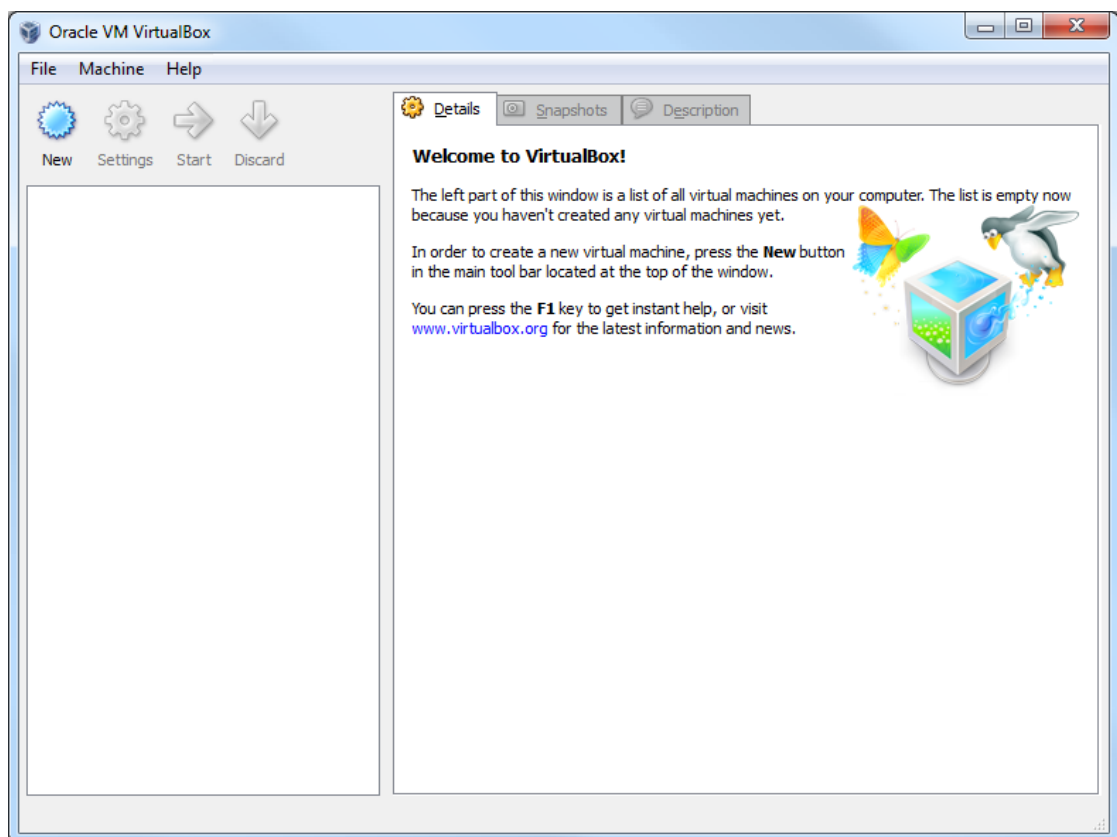 Oracle VM VirtualBox
File Machine Help
New Settings Start Discard
Details Snapshots Description
Welcome to VirtualBox!
The left part of this window is a list of all virtual machines on your computer. The list is empty now
because you haven't created any virtual machines yet.
In order to create a new virtual machine, press the New button
in the main tool bar located at the top of the window.
You can press the F1 key to get instant help, or visit
www.virtualbox.org for the latest information and news.